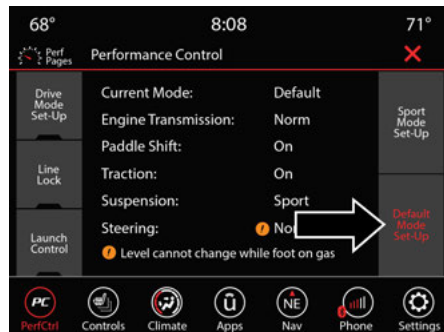 68°
8:08
71°
Perf
Pages
Performance Control
Drive
Mode
Set-Up
Line
Lock
Launch
Control
Current Mode: Default
Engine Transmission: Norm
Paddle Shift: On
Traction: On
Suspension: Sport
Steering:
Level cannot change while foot on gas
Sport
Mode
Set-Up
Default
Mode
Set-Up
PC
PerfCtrl
Controls
Climate
ū
Apps
NE
Nav
Phone
Settings